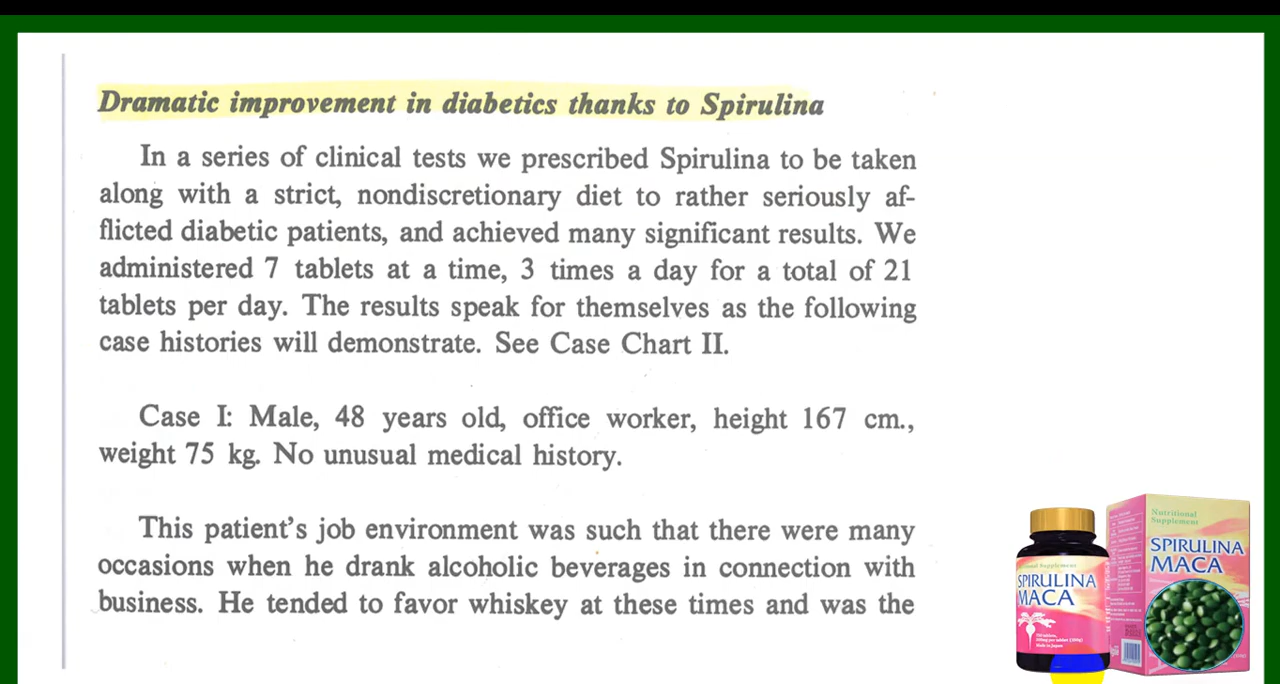 Dramatic improvement in diabetics thanks to Spirulina
In a series of clinical tests we prescribed Spirulina to be taken
along with a strict, nondiscretionary diet to rather seriously af-
flicted diabetic patients, and achieved many significant results. We
administered 7 tablets at a time, 3 times a day for a total of 21
tablets per day. The results speak for themselves as the following
case histories will demonstrate. See Case Chart II.
Case I: Male, 48 years old, office worker, height 167 cm.,
weight 75 kg. No unusual medical history.
This patient's job environment was such that there were many
occasions when he drank alcoholic beverages in connection with
business. He tended to favor whiskey at these times and was the
Nutritional
Supplement
SPIRULINA
MACA
Nutritional Supplement
SPIRULINA
MACA
Made in Japan